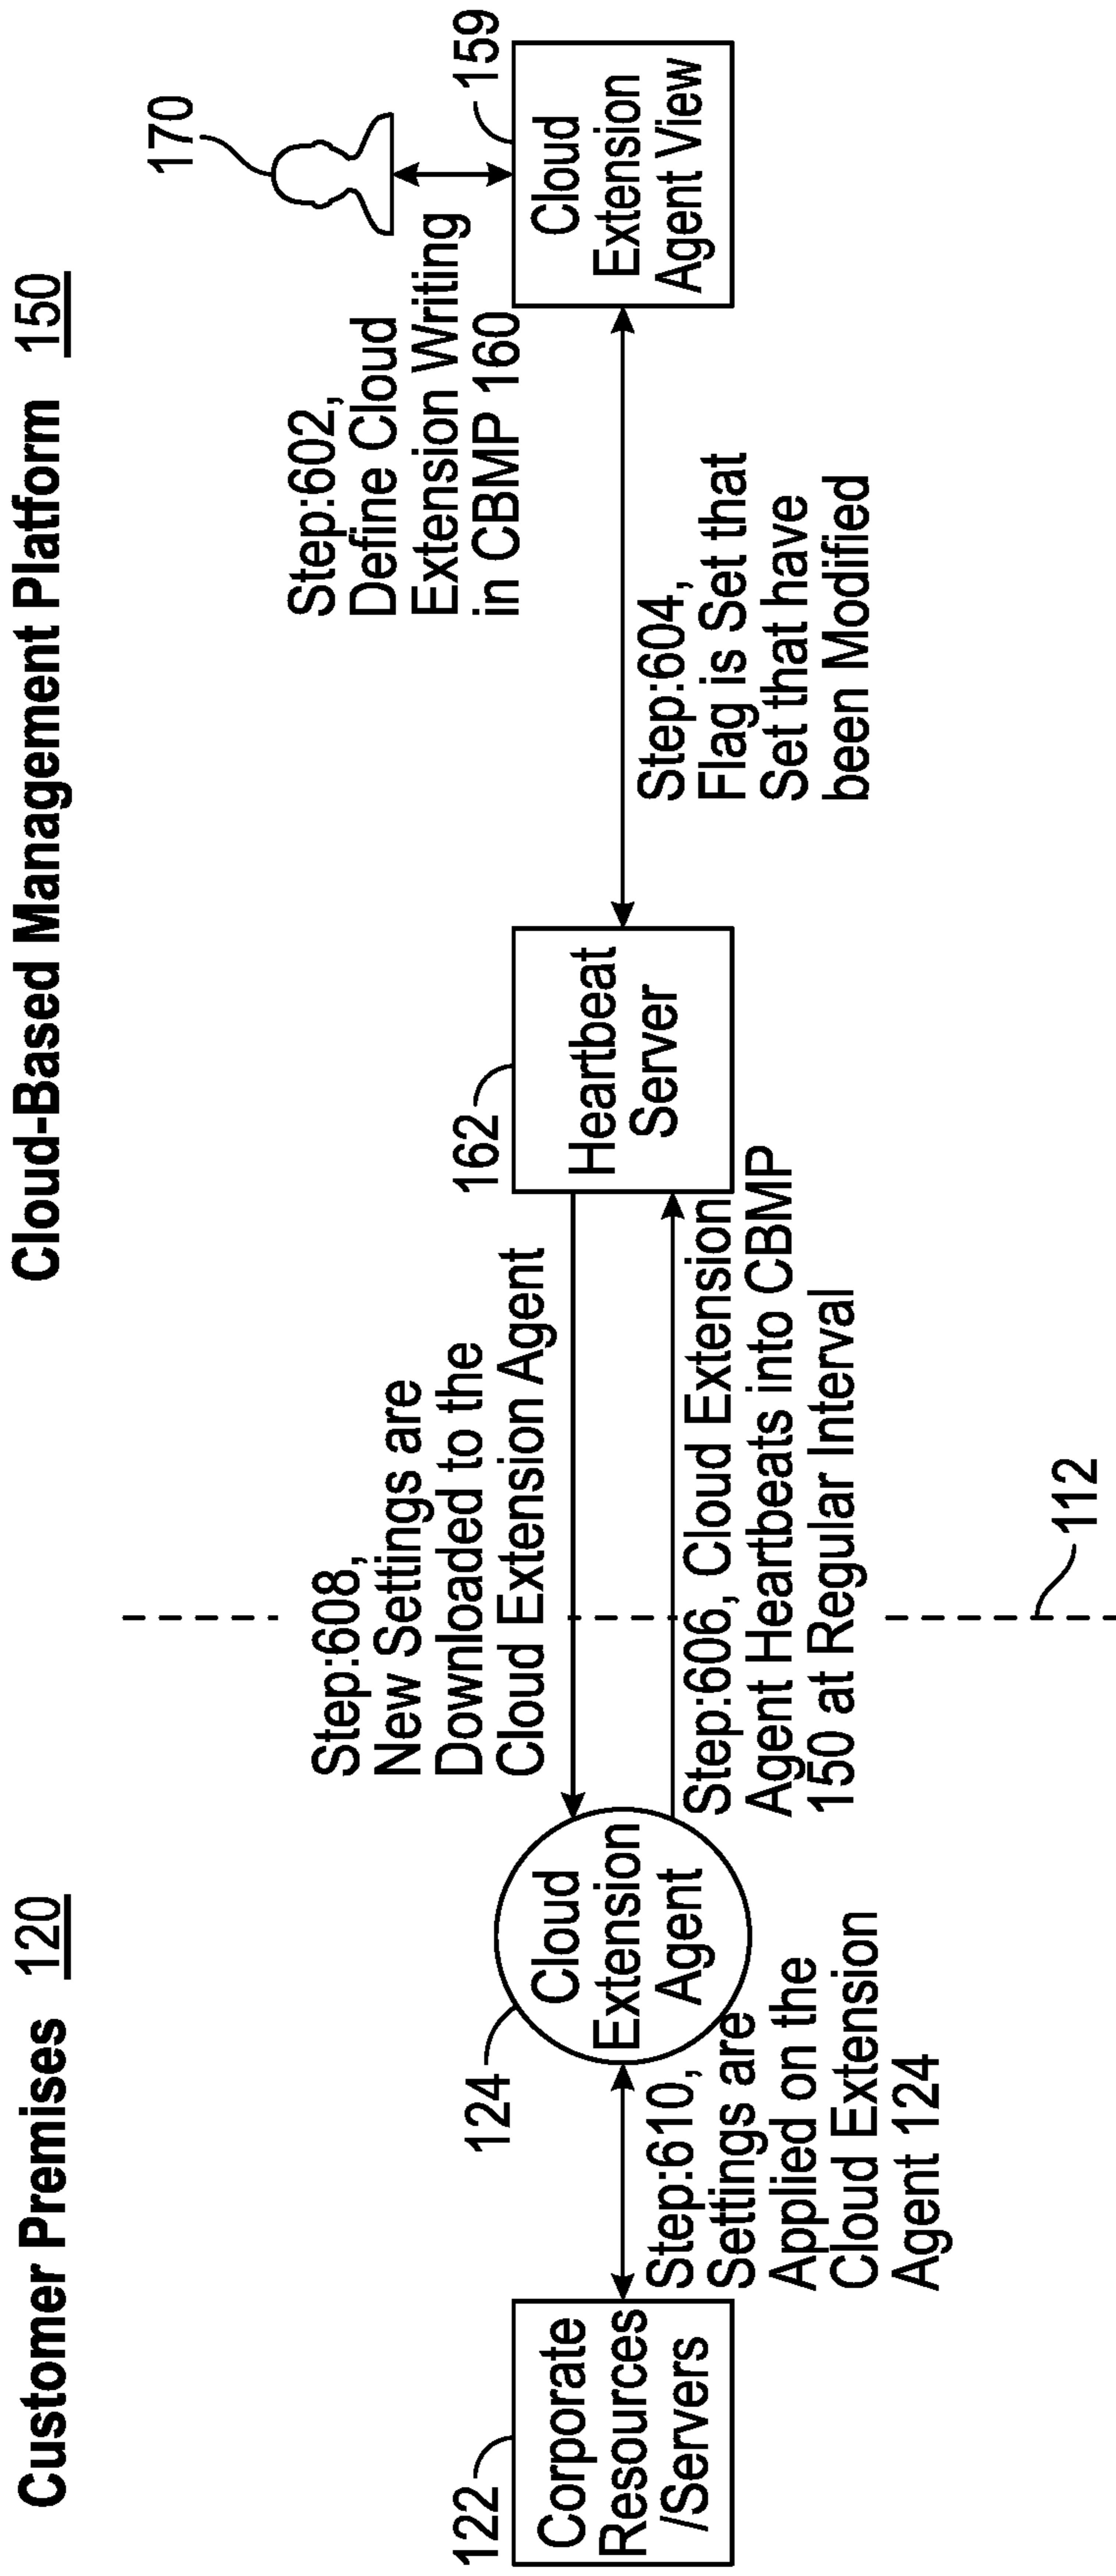 Customer Premises 120
Cloud-Based Management Platform 150
122
Corporate
Resources
/Servers
Step:610,
Settings are
Applied on the
Cloud Extension
Agent 124
124
Cloud
Extension
Agent
Step:608,
New Settings are
Downloaded to the
Cloud Extension Agent
Step:606, Cloud Extension
Agent Heartbeats into CBMP
150 at Regular Interval
112
162
Heartbeat
Server
Step:604,
Flag is Set that
Set that have
been Modified
Step:602,
Define Cloud
Extension Writing
in CBMP 160
170
159
Cloud
Extension
Agent View